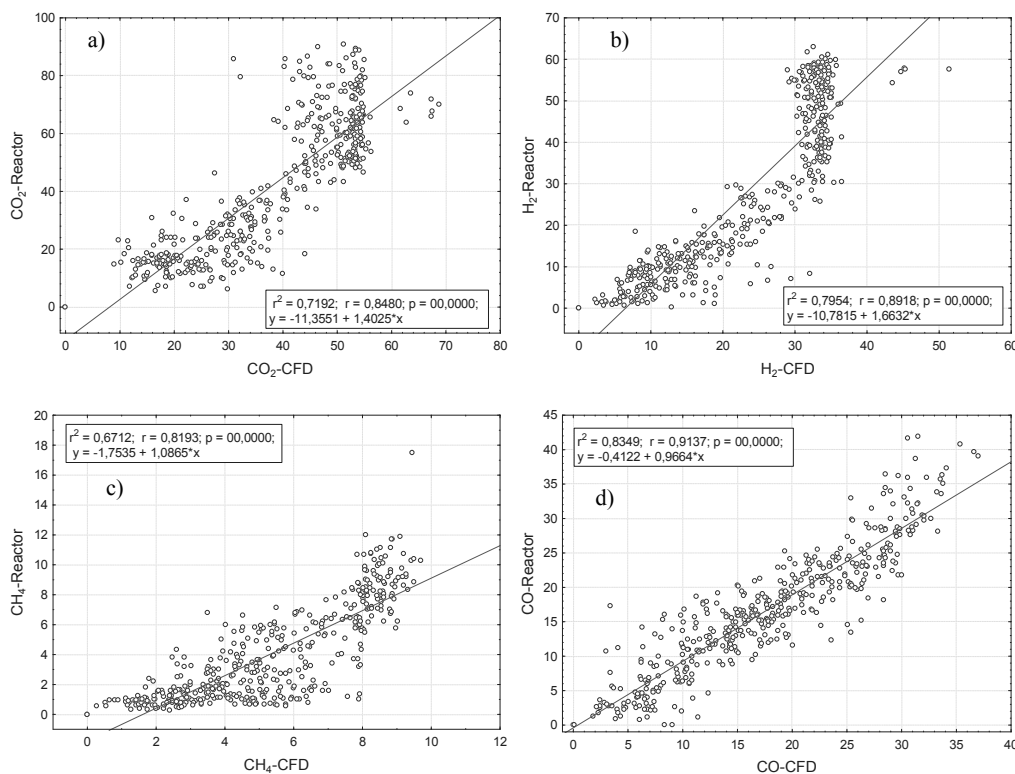 a)
100
80
60
40
20
0
CO₂-Reactor
r² = 0,7192; r = 0,8480; p = 00,0000;
y = -11,3551 + 1,4025*x
0 10 20 30 40 50 60 70 80
CO₂-CFD
b)
70
60
50
40
30
20
10
0
H₂-Reactor
r² = 0,7954; r = 0,8918; p = 00,0000;
y = -10,7815 + 1,6632*x
0 10 20 30 40 50 60
H₂-CFD
20
18
16
14
12
10
8
6
4
2
0
CH₄-Reactor
r² = 0,6712; r = 0,8193; p = 00,0000;
y = -1,7535 + 1,0865*x
c)
0 2 4 6 8 10 12
CH₄-CFD
45
40
35
30
25
20
15
10
5
0
CO-Reactor
r² = 0,8349; r = 0,9137; p = 00,0000;
y = -0,4122 + 0,9664*x
d)
0 5 10 15 20 25 30 35 40
CO-CFD